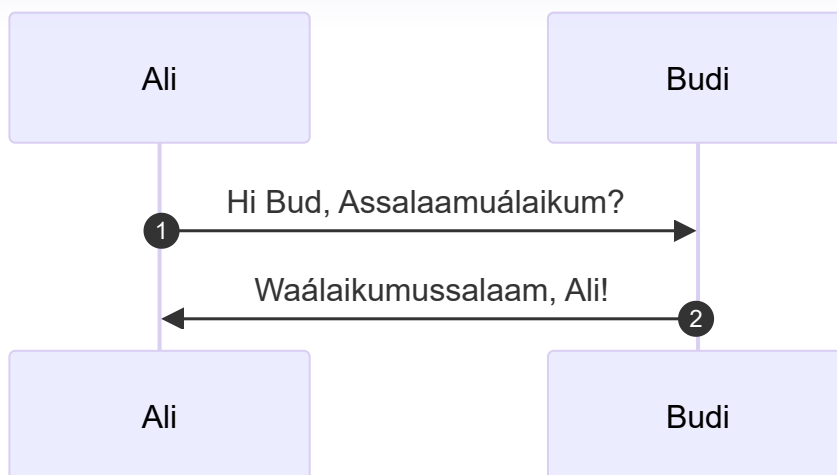 Ali
Budi
Hi Bud, Assalaamuálaikum?
1
Waálaikumussalaam, Ali!
2
Ali
Budi